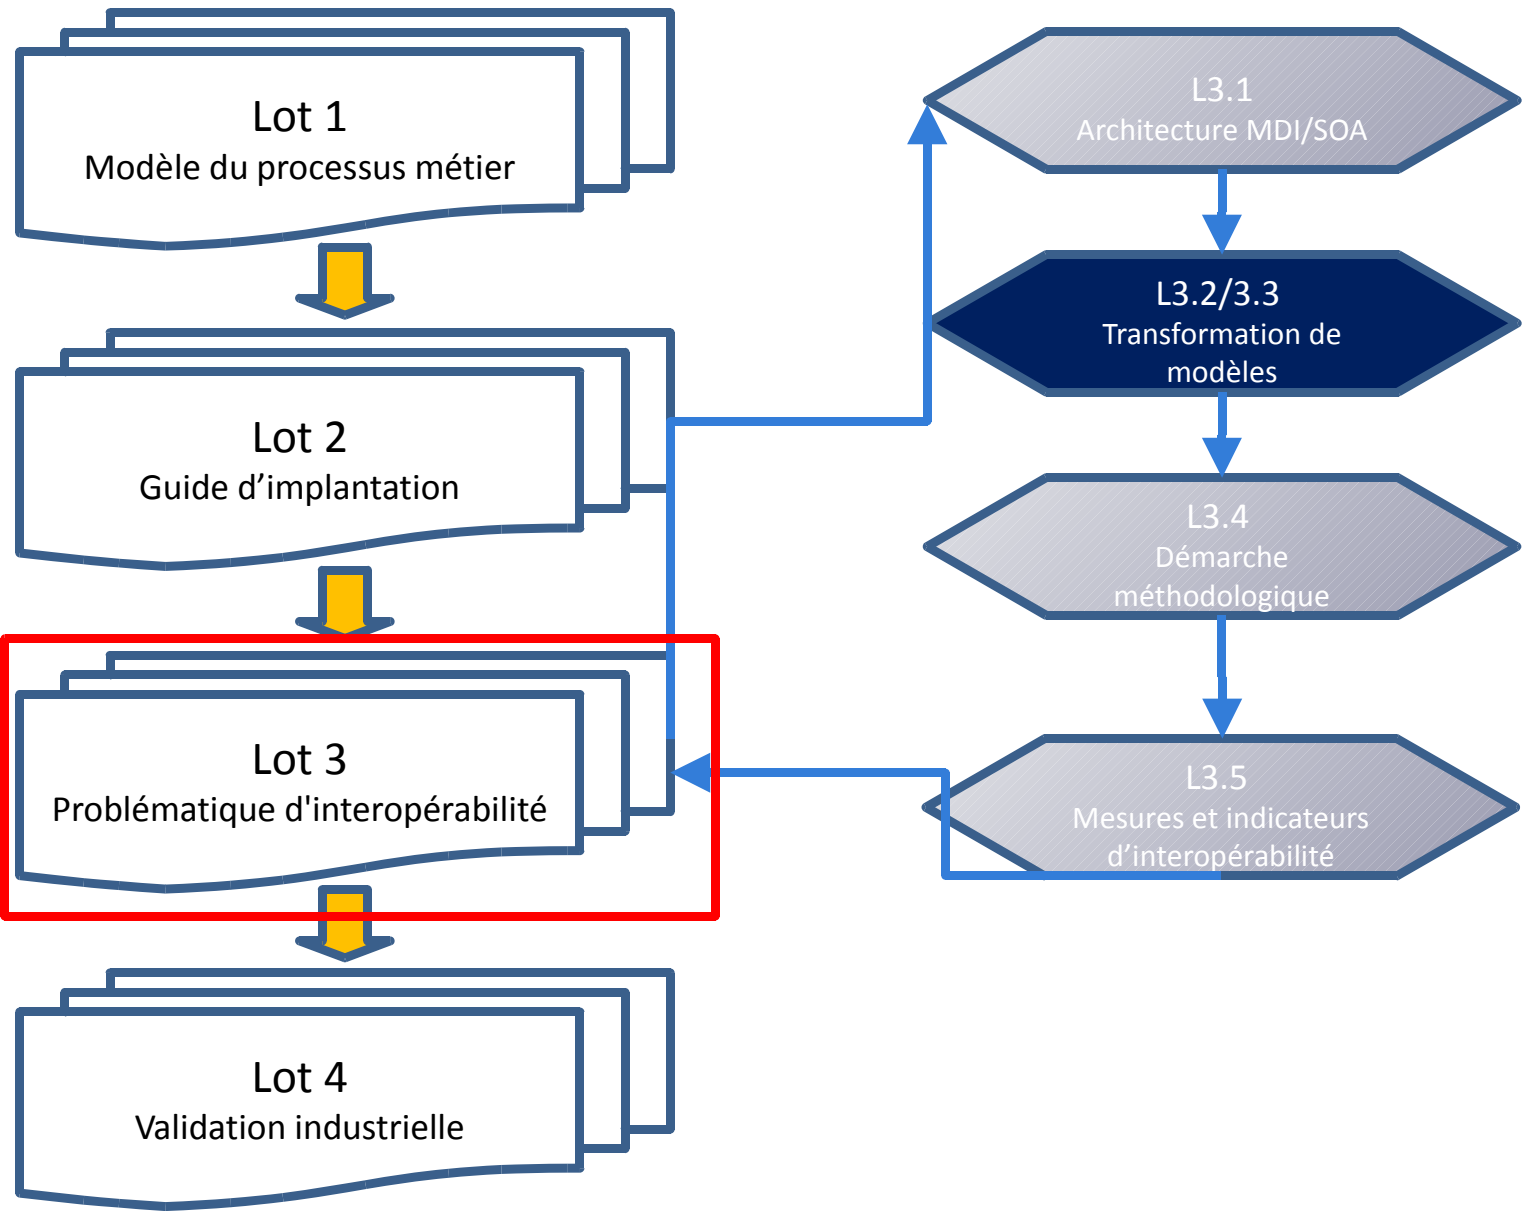 Lot 1
Modèle du processus métier
Lot 2
Guide d’implantation
Lot 3
Problématique d'interopérabilité
Lot 4
Validation industrielle
L3.1
Architecture MDI/SOA
L3.2/3.3
Transformation de
modèles
L3.4
Démarche
méthodologique
L3.5
Mesures et indicateurs
d’interopérabilité